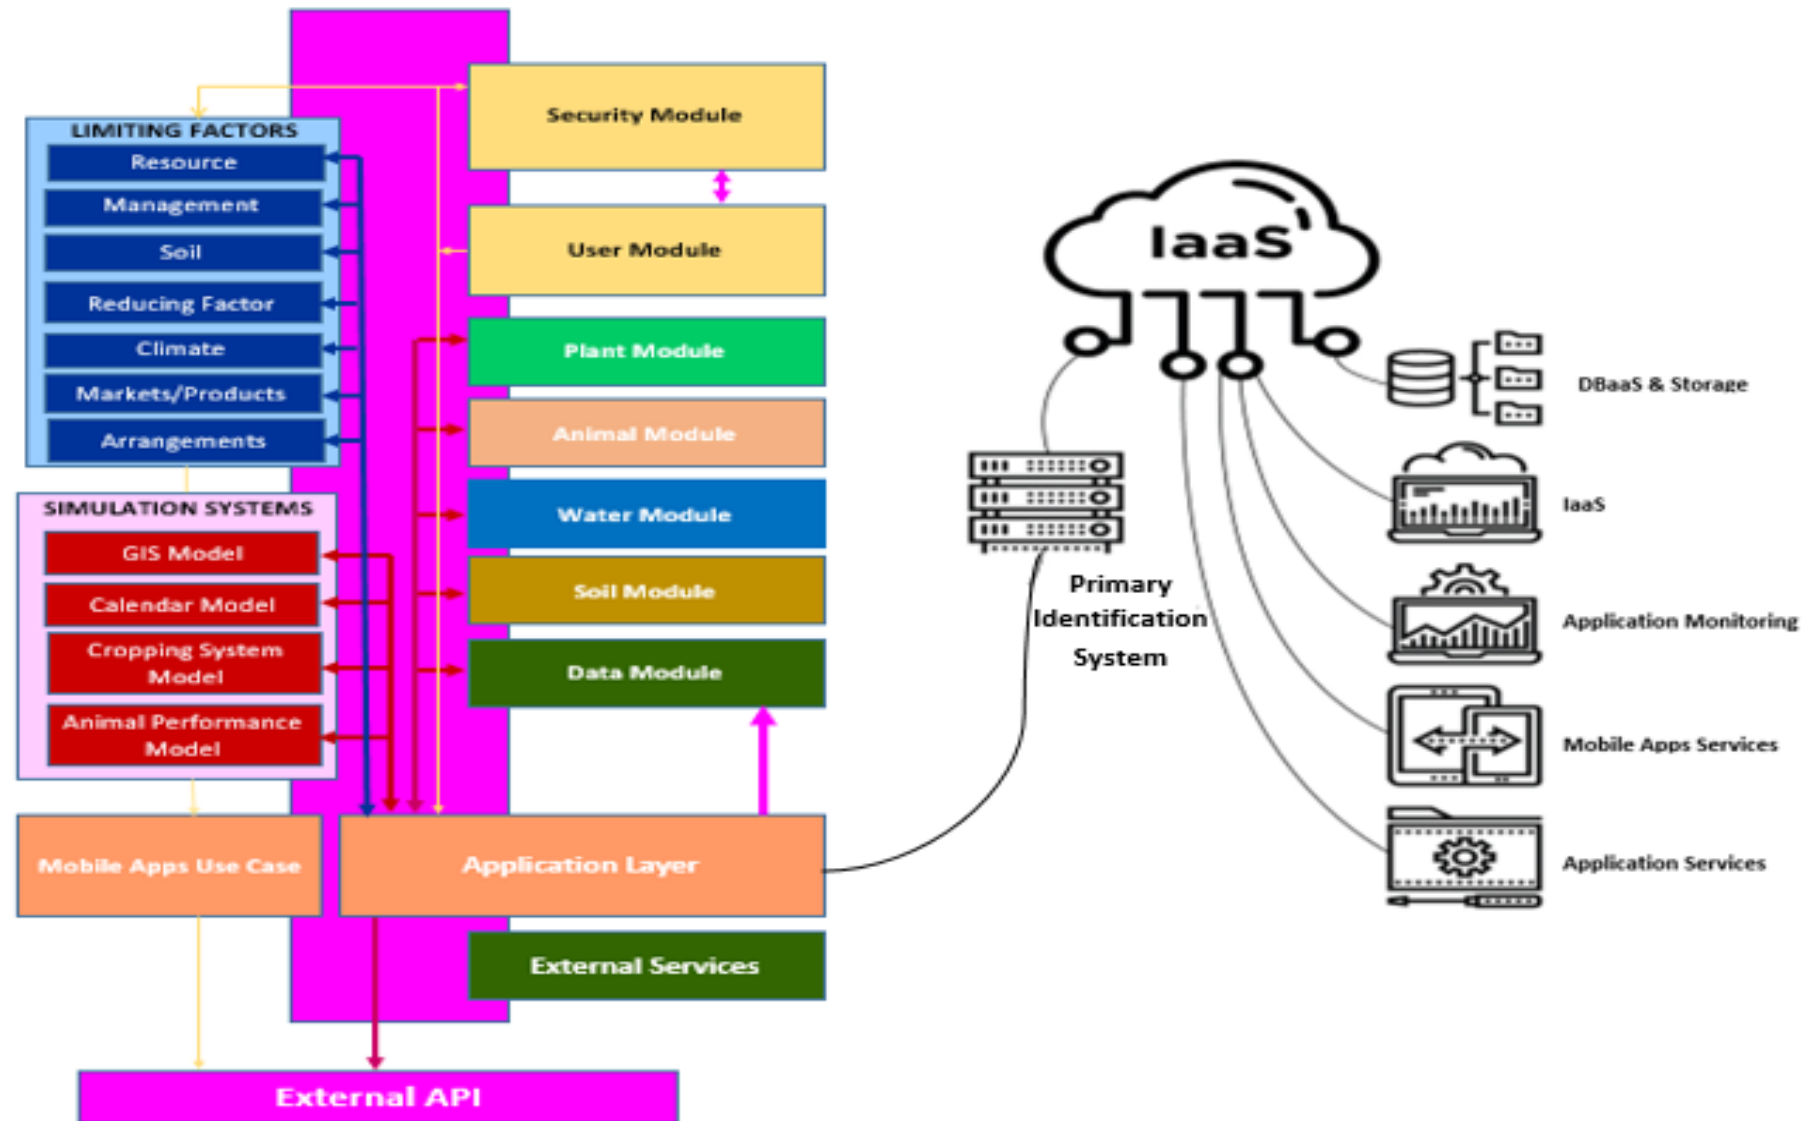 LIMITING FACTORS
Resource
Management
Soil
Reducing Factor
Climate
Markets/Products
Arrangements
SIMULATION SYSTEMS
GIS Model
Calendar Model
Cropping System
Model
Animal Performance
Model
Mobile Apps Use Case
Security Module
User Module
Plant Module
Animal Module
Water Module
Soil Module
Data Module
Application Layer
External Services
External API
IaaS
Primary
Identification
System
DBaaS & Storage
IaaS
Application Monitoring
Mobile Apps Services
Application Services